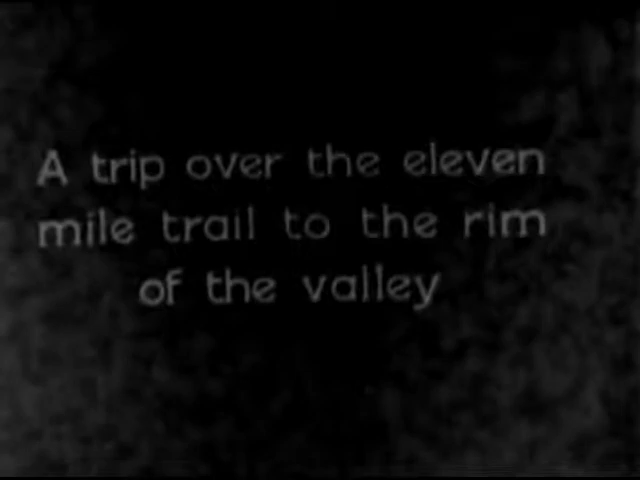 A trip over the eleven
mile trail to the rim
of the valley